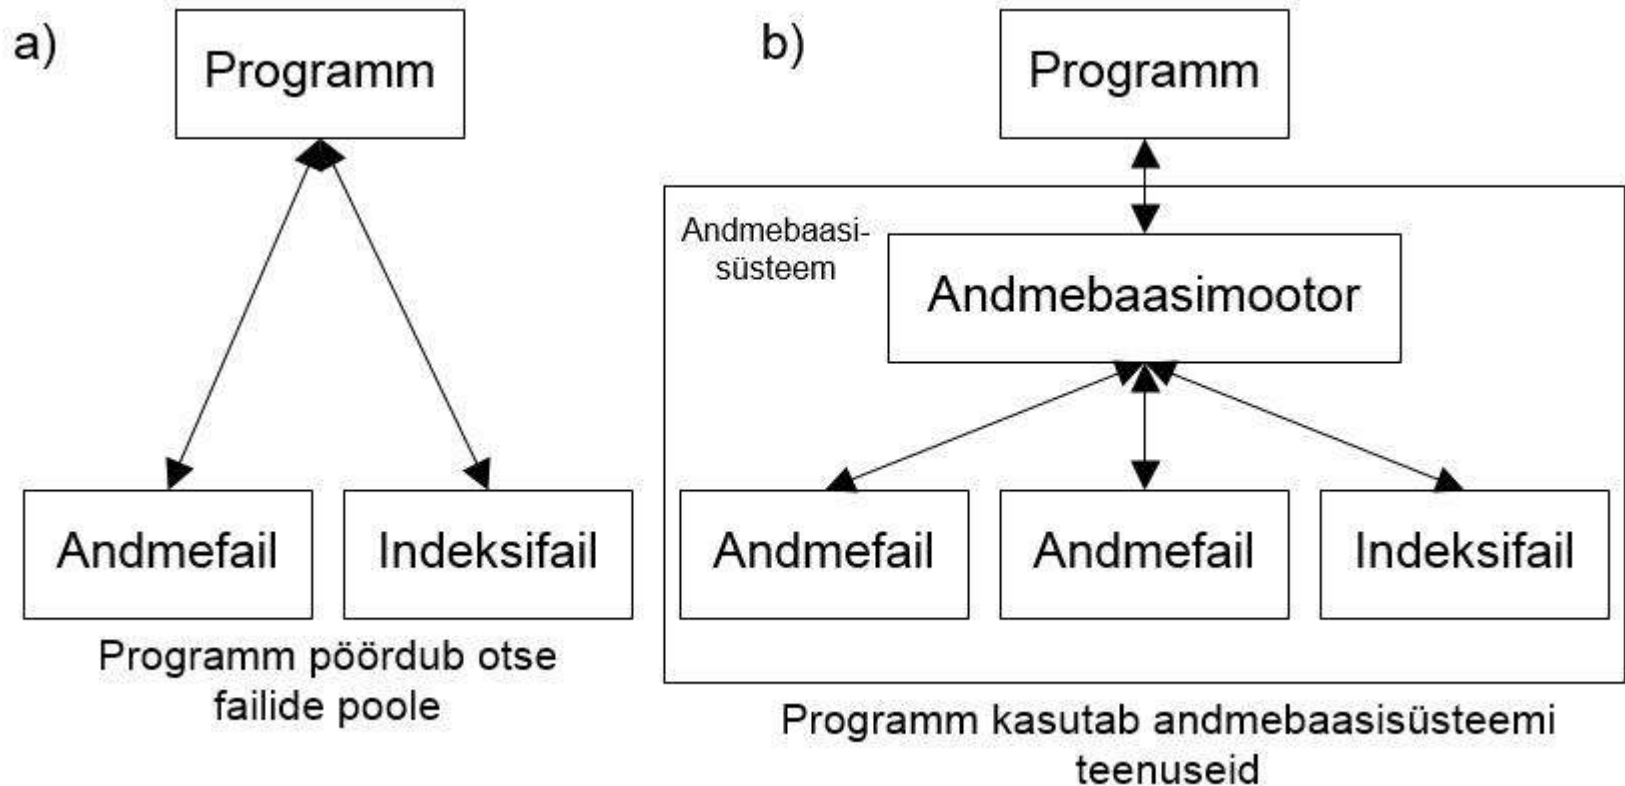 a)
Programm
Andmefail
Indeksifail
Programm pöördub otse
failide poole
b)
Programm
Andmebaasi-
süsteem
Andmebaasimootor
Andmefail
Andmefail
Indeksifail
Programm kasutab andmebaasisüsteemi
teenuseid